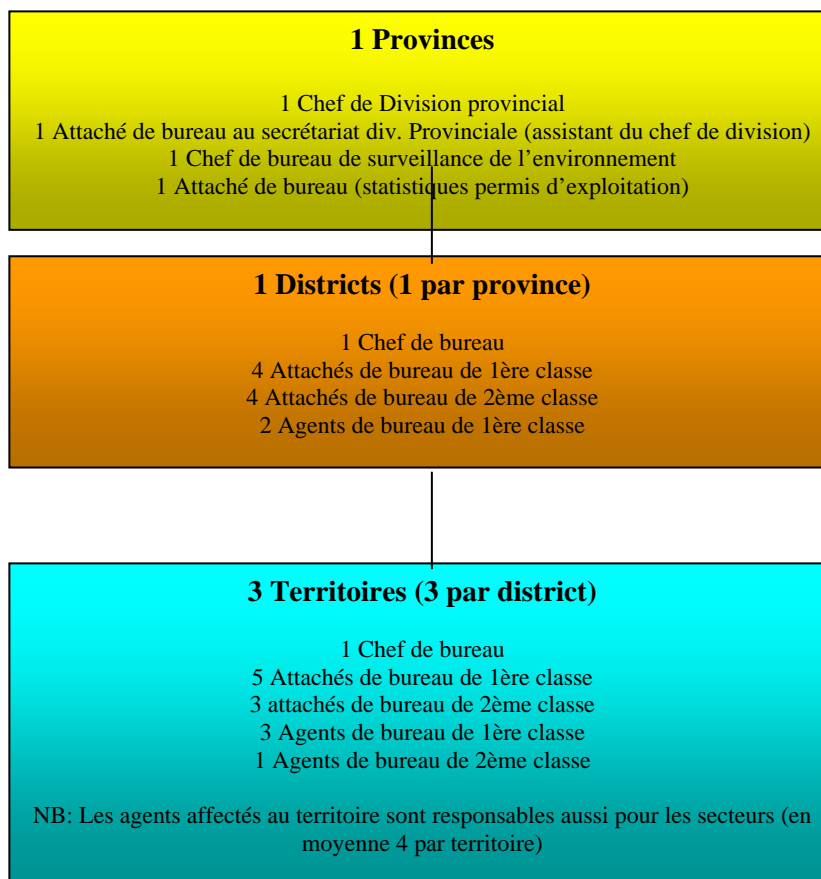 1 Provinces
1 Chef de Division provincial
1 Attaché de bureau au secrétariat div. Provinciale (assistant du chef de division)
1 Chef de bureau de surveillance de l’environnement
1 Attaché de bureau (statistiques permis d’exploitation)
1 Districts (1 par province)
1 Chef de bureau
4 Attachés de bureau de 1ère classe
4 Attachés de bureau de 2ème classe
2 Agents de bureau de 1ère classe
3 Territoires (3 par district)
1 Chef de bureau
5 Attachés de bureau de 1ère classe
3 attachés de bureau de 2ème classe
3 Agents de bureau de 1ère classe
1 Agents de bureau de 2ème classe
NB: Les agents affectés au territoire sont responsables aussi pour les secteurs (en
moyenne 4 par territoire)